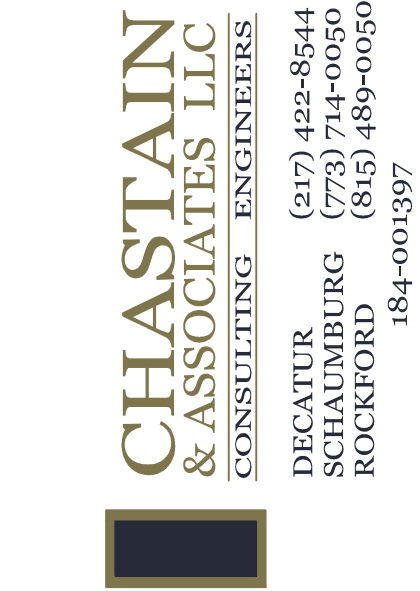 CHASTAIN
& ASSOCIATES LLC
CONSULTING ENGINEERS
DECATUR (217) 422-8544
SCHAUMBURG (773) 714-0050
ROCKFORD (815) 489-0050
184-001397